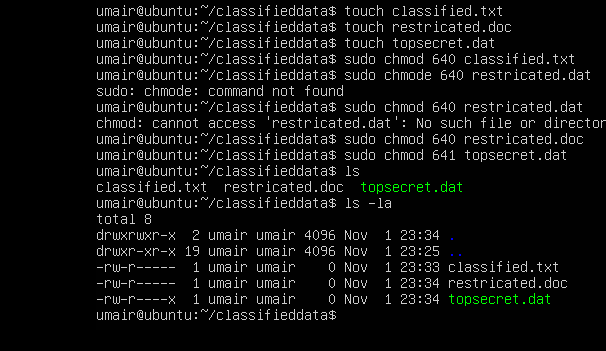 umair@ubuntu:~/classifieddata$ touch classified.txt
umair@ubuntu:~/classifieddata$ touch restricated.doc
umair@ubuntu:~/classifieddata$ touch topsecret.dat
umair@ubuntu:~/classifieddata$ sudo chmod 640 classified.txt
umair@ubuntu:~/classifieddata$ sudo chmode 640 restricated.dat
sudo: chmode: command not found
umair@ubuntu:~/classifieddata$ sudo chmod 640 restricated.dat
chmod: cannot access 'restricated.dat': No such file or director
umair@ubuntu:~/classifieddata$ sudo chmod 640 restricated.doc
umair@ubuntu:~/classifieddata$ sudo chmod 641 topsecret.dat
umair@ubuntu:~/classifieddata$ ls
classified.txt  restricated.doc  topsecret.dat
umair@ubuntu:~/classifieddata$ ls -la
total 8
drwxrwxr-x  2 umair umair 4096 Nov  1 23:34 .
drwxr-xr-x 19 umair umair 4096 Nov  1 23:25 ..
-rw-r-----  1 umair umair    0 Nov  1 23:33 classified.txt
-rw-r-----  1 umair umair    0 Nov  1 23:34 restricated.doc
-rw-r----x  1 umair umair    0 Nov  1 23:34 topsecret.dat
umair@ubuntu:~/classifieddata$